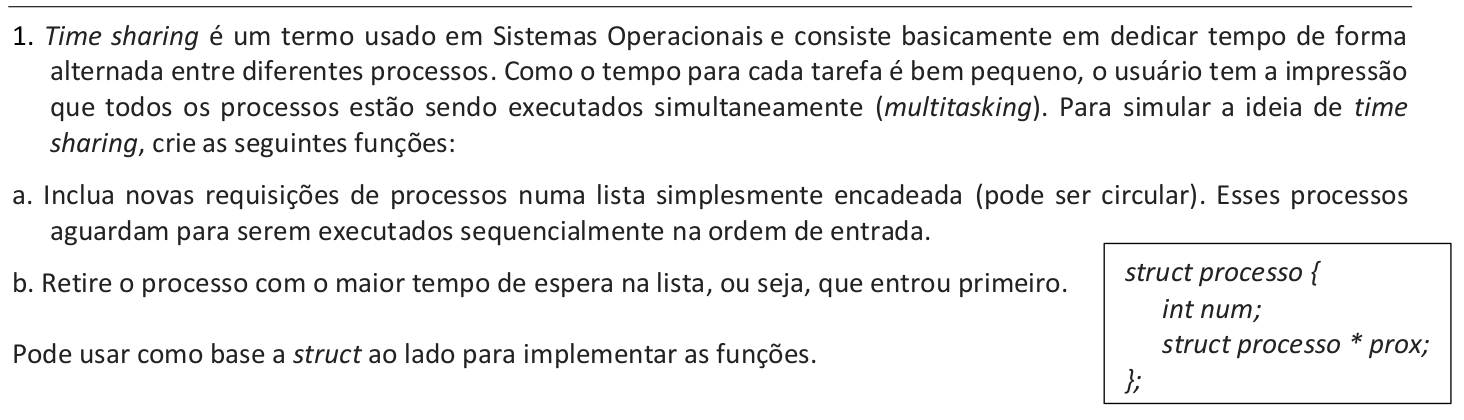 1. Time sharing é um termo usado em Sistemas Operacionais e consiste basicamente em dedicar tempo de forma
alternada entre diferentes processos. Como o tempo para cada tarefa é bem pequeno, o usuário tem a impressão
que todos os processos estão sendo executados simultaneamente (multitasking). Para simular a ideia de time
sharing, crie as seguintes funções:
a. Inclua novas requisições de processos numa lista simplesmente encadeada (pode ser circular). Esses processos
aguardam para serem executados sequencialmente na ordem de entrada.
b. Retire o processo com o maior tempo de espera na lista, ou seja, que entrou primeiro.
Pode usar como base a struct ao lado para implementar as funções.
struct processo {
int num;
struct processo * prox;
};